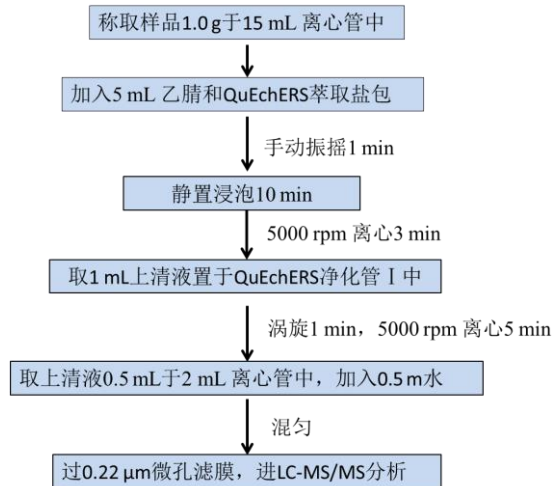 称取样品1.0 g于15 mL 离心管中
加入5 mL 乙腈和QuEchERS萃取盐包
手动振摇1 min
静置浸泡10 min
5000 rpm 离心3 min
取1 mL上清液置于QuEchERS净化管Ⅰ中
涡旋1 min，5000 rpm 离心5 min
取上清液0.5 mL于2 mL 离心管中，加入0.5 m水
混匀
过0.22 μm微孔滤膜，进LC-MS/MS分析